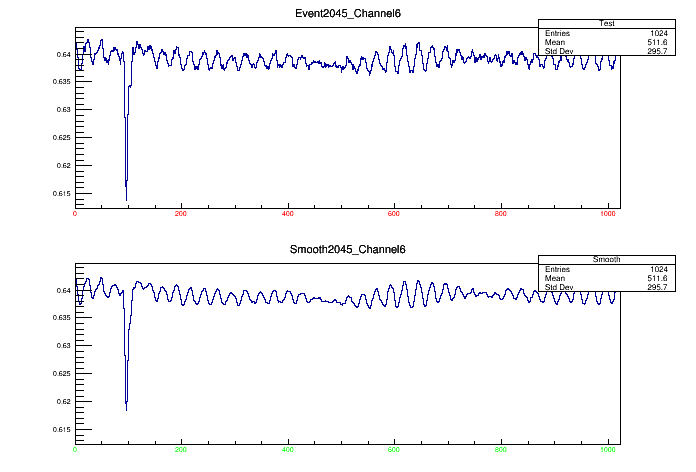 Event2045_Channel6
Test
Entries 1024
Mean 511.6
Std Dev 295.7
0.64
0.635
0.63
0.625
0.62
0.615
0 200 400 600 800 1000
Smooth2045_Channel6
Smooth
Entries 1024
Mean 511.6
Std Dev 295.7
0.64
0.635
0.63
0.625
0.62
0.615
0 200 400 600 800 1000